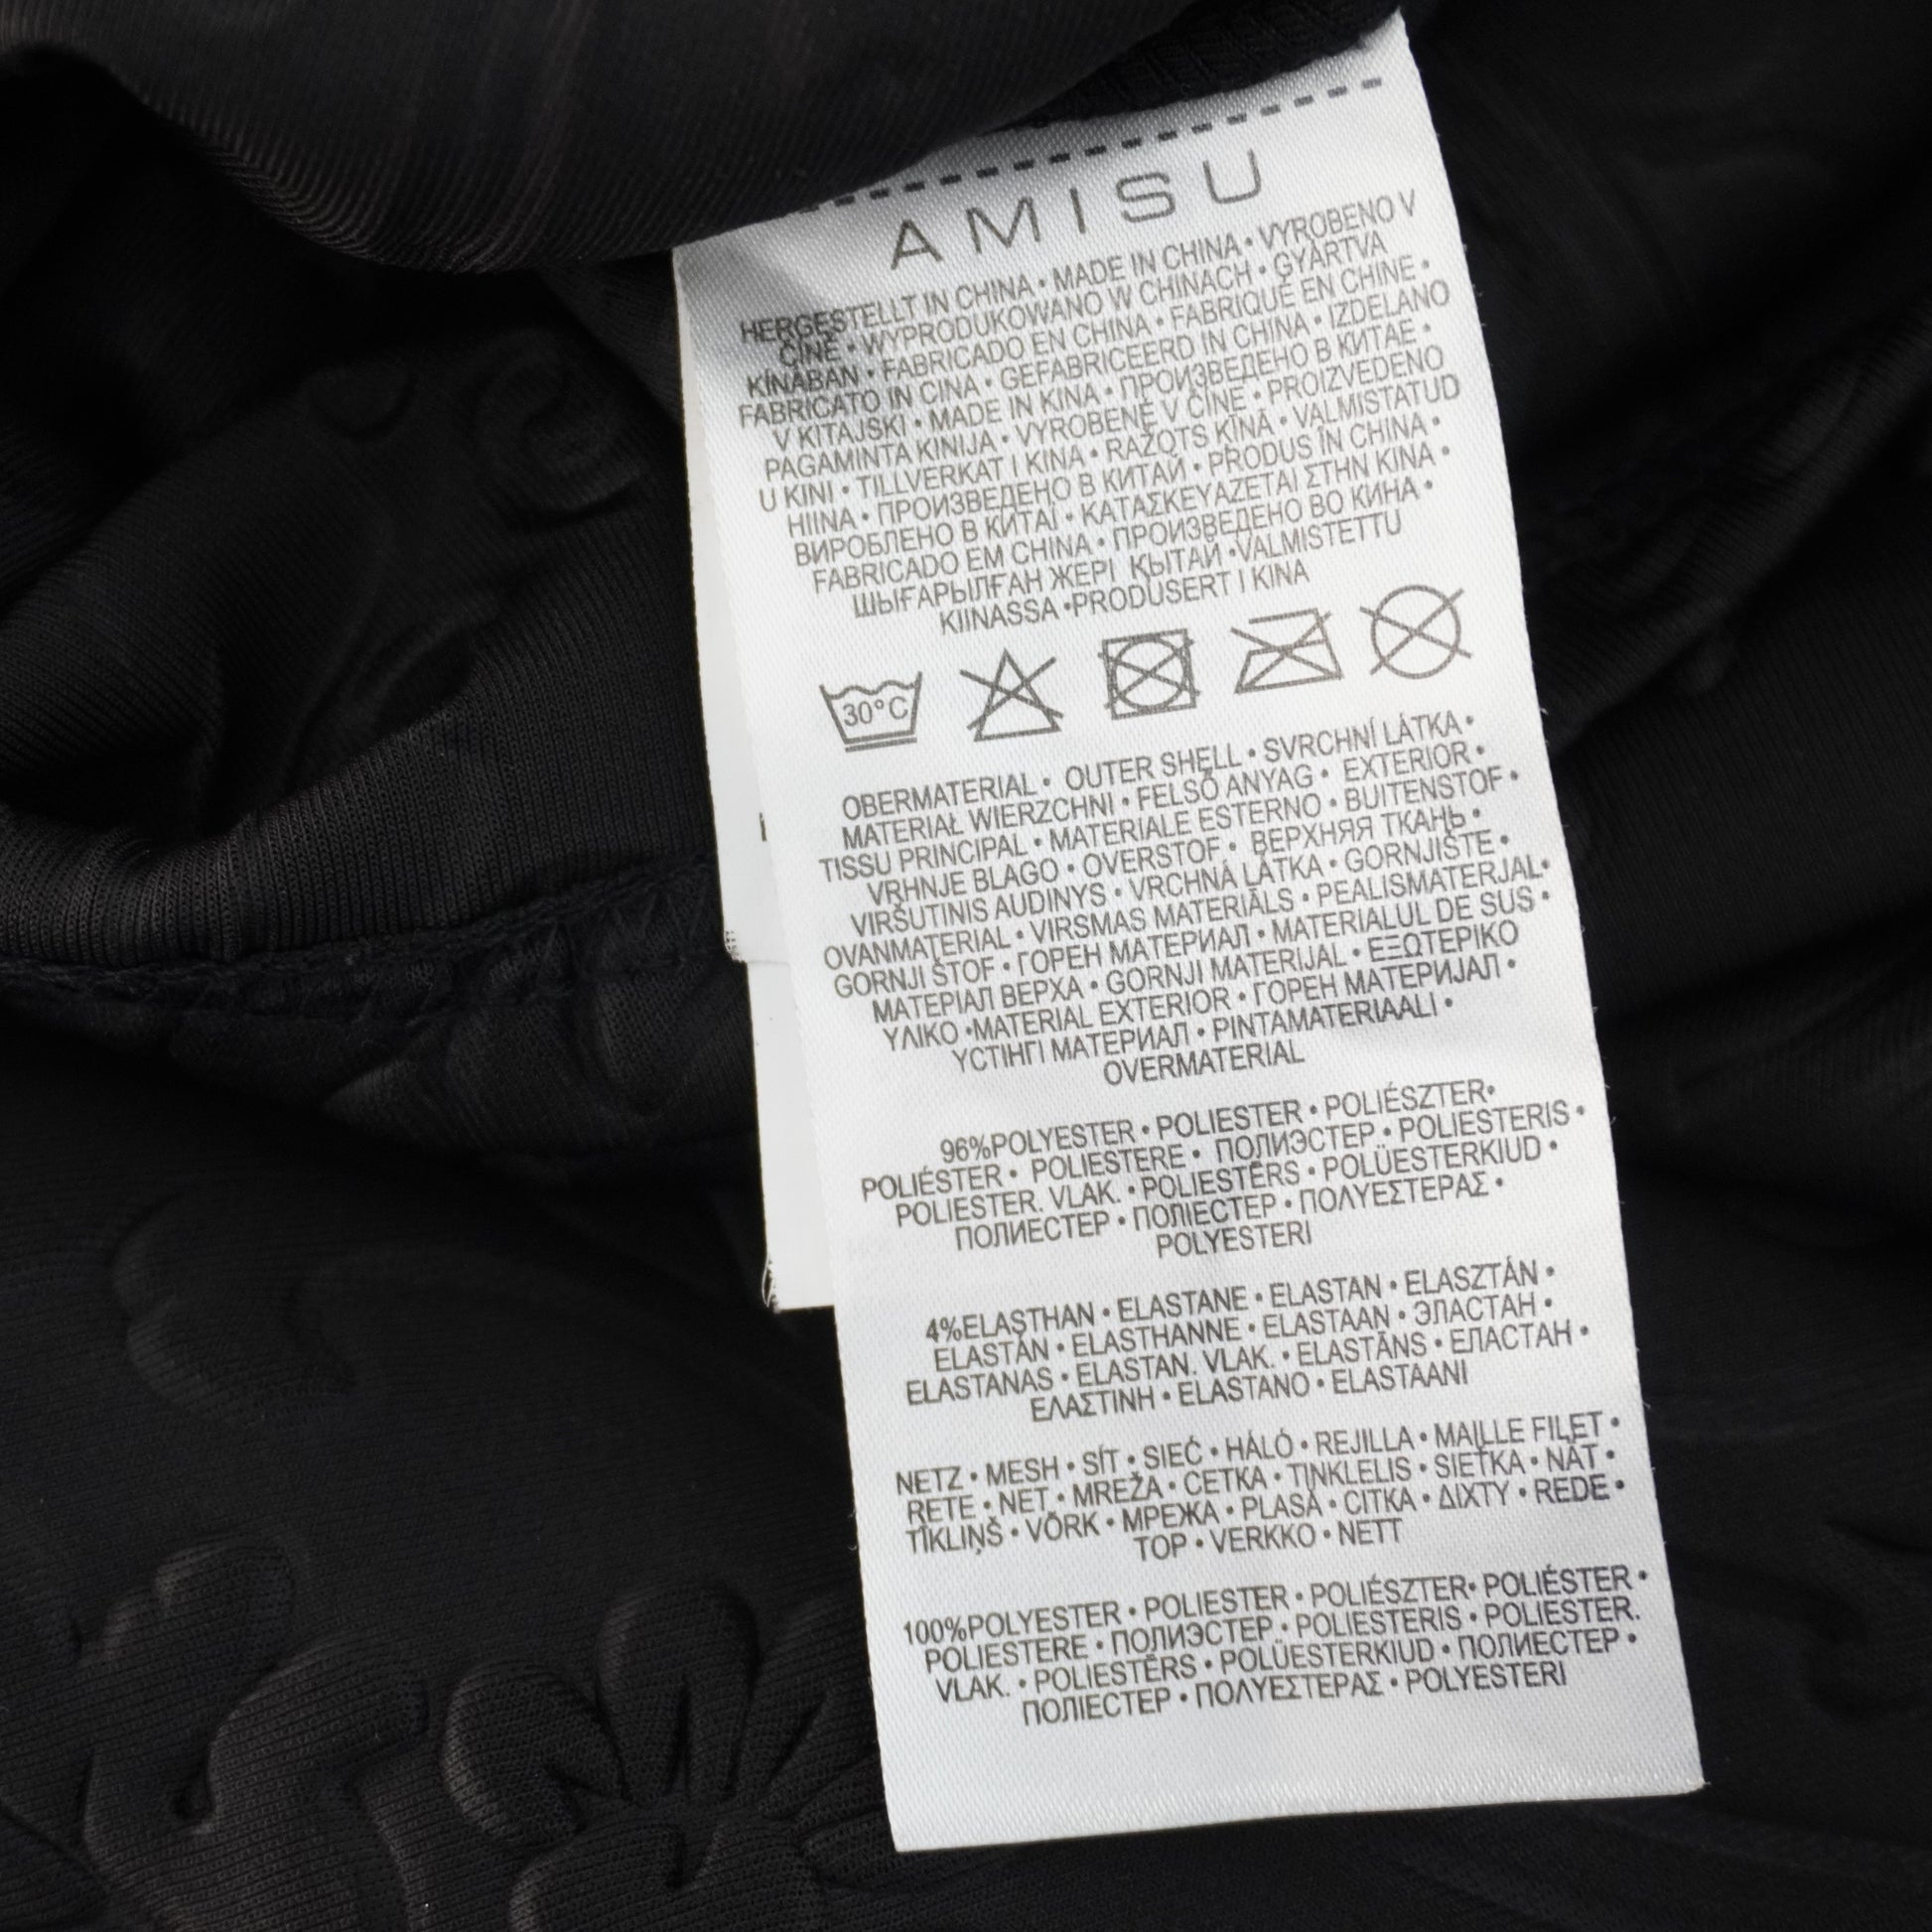 AMISU
HERGESTELLT IN CHINA • MADE IN CHINA • VYROBENO V
ČÍNĚ • WYPRODUKOWANO W CHINACH • GYÁRTVA
KÍNÁBAN • FABRICADO EN CHINA • FABRIQUÉ EN CHINE •
FABRICATO IN CINA • GEFABRICEERD IN CHINA • IZDELANO
V KITAJSKI • MADE IN KINA • ПРОИЗВЕДЕНО В КИТАЕ •
PAGAMINTA KINIJA • VYROBENÉ V ČÍNE • PROIZVEDENO
U KINI • TILLVERKAT I KINA • RAŽOTS ĶĪNĀ • VALMISTATUD
HIINA • ПРОИЗВЕДЕНО В КИТАЙ • PRODUS ÎN CHINA •
ВИРОБЛЕНО В КИТАІ • ΚΑΤΑΣΚΕΥΑΖΕΤΑΙ ΣΤΗΝ ΚΙΝΑ •
FABRICADO EM CHINA • ПРОИЗВЕДЕНО ВО КИНА •
ШЫҒАРЫЛҒАН ЖЕРІ ҚЫТАЙ •VALMISTETTU
KIINASSA •PRODUSERT I KINA
30°C
OBERMATERIAL • OUTER SHELL • SVRCHNÍ LÁTKA •
MATERIAŁ WIERZCHNI • FELSŐ ANYAG • EXTERIOR •
TISSU PRINCIPAL • MATERIALE ESTERNO • BUITENSTOF •
VRHNJE BLAGO • OVERSTOF • ВЕРХНЯЯ ТКАНЬ •
VIRŠUTINIS AUDINYS • VRCHNÁ LÁTKA • GORNJIŠTE •
OVANMATERIAL • VIRSMAS MATERIĀLS • PEALISMATERJAL•
GORNJI ŠTOF • ГОРЕН МАТЕРИАЛ • MATERIALUL DE SUS •
МАТЕРІАЛ ВЕРХА • GORNJI MATERIJAL • ΕΞΩΤΕΡΙΚΟ
ΥΛΙΚΟ •MATERIAL EXTERIOR • ГОРЕН МАТЕРИЈАЛ •
ҮСТІНГІ МАТЕРИАЛ • PINTAMATERIAALI •
OVERMATERIAL
96%POLYESTER • POLIESTER • POLIÉSZTER•
POLIÉSTER • POLIESTERE • ПОЛИЭСТЕР • POLIESTERIS •
POLIESTER. VLAK. • POLIESTĒRS • POLÜESTERKIUD •
ПОЛИЕСТЕР • ПОЛІЕСТЕР • ΠΟΛΥΕΣΤΕΡΑΣ •
POLYESTERI
4%ELASTHAN • ELASTANE • ELASTAN • ELASZTÁN •
ELASTÁN • ELASTHANNE • ELASTAAN • ЭЛАСТАН •
ELASTANAS • ELASTAN. VLAK. • ELASTĀNS • ЕЛАСТАН •
ΕΛΑΣΤΙΝΗ • ELASTANO • ELASTAANI
NETZ • MESH • SÍŤ • SIEĆ • HÁLÓ • REJILLA • MAILLE FILET •
RETE • NET • MREŽA • СЕТКА • TINKLELIS • SIEŤKA • NÄT •
TĪKLIŅŠ • VÕRK • МРЕЖА • PLASĂ • СІТКА • ΔΙΧΤΥ • REDE •
ТОР • VERKKO • NETT
100%POLYESTER • POLIESTER • POLIÉSZTER• POLIÉSTER •
POLIESTERE • ПОЛИЭСТЕР • POLIESTERIS • POLIESTER.
VLAK. • POLIESTĒRS • POLÜESTERKIUD • ПОЛИЕСТЕР •
ПОЛІЕСТЕР • ΠΟΛΥΕΣΤΕΡΑΣ • POLYESTERI